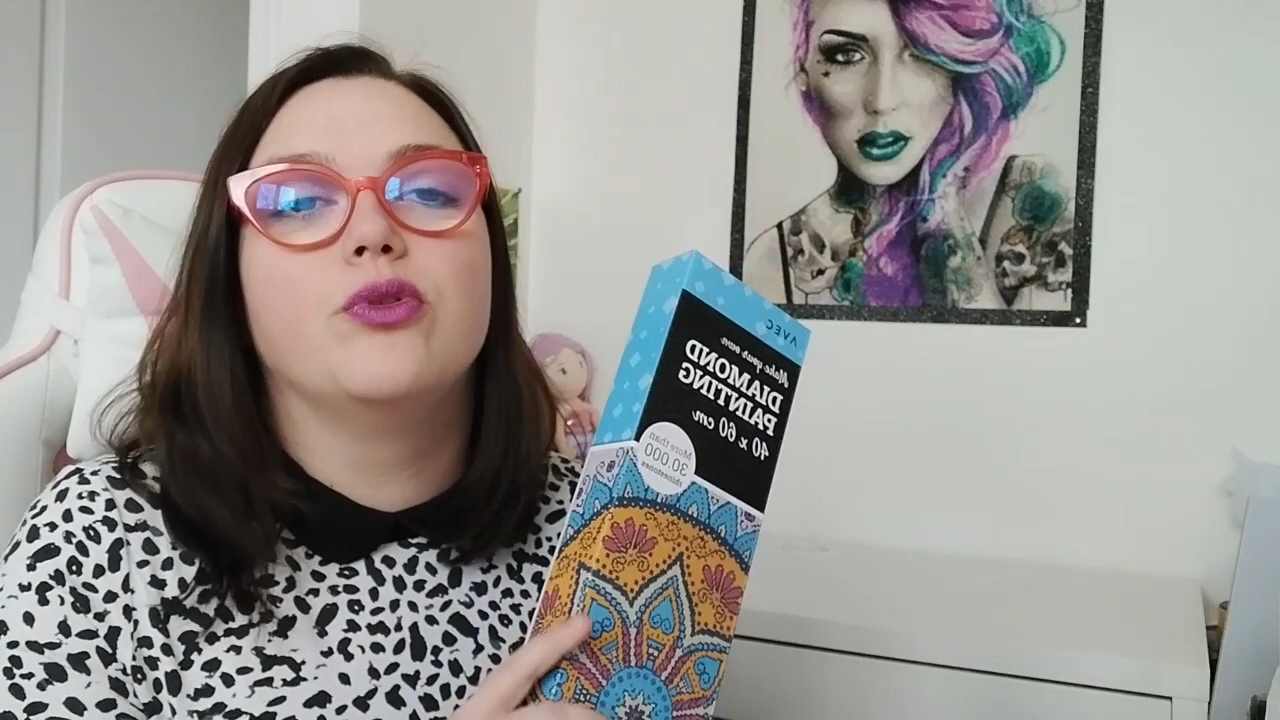 AVEC
Make your own
DIAMOND
PAINTING
40 x 60 cm
More than
30.000
rhinestones